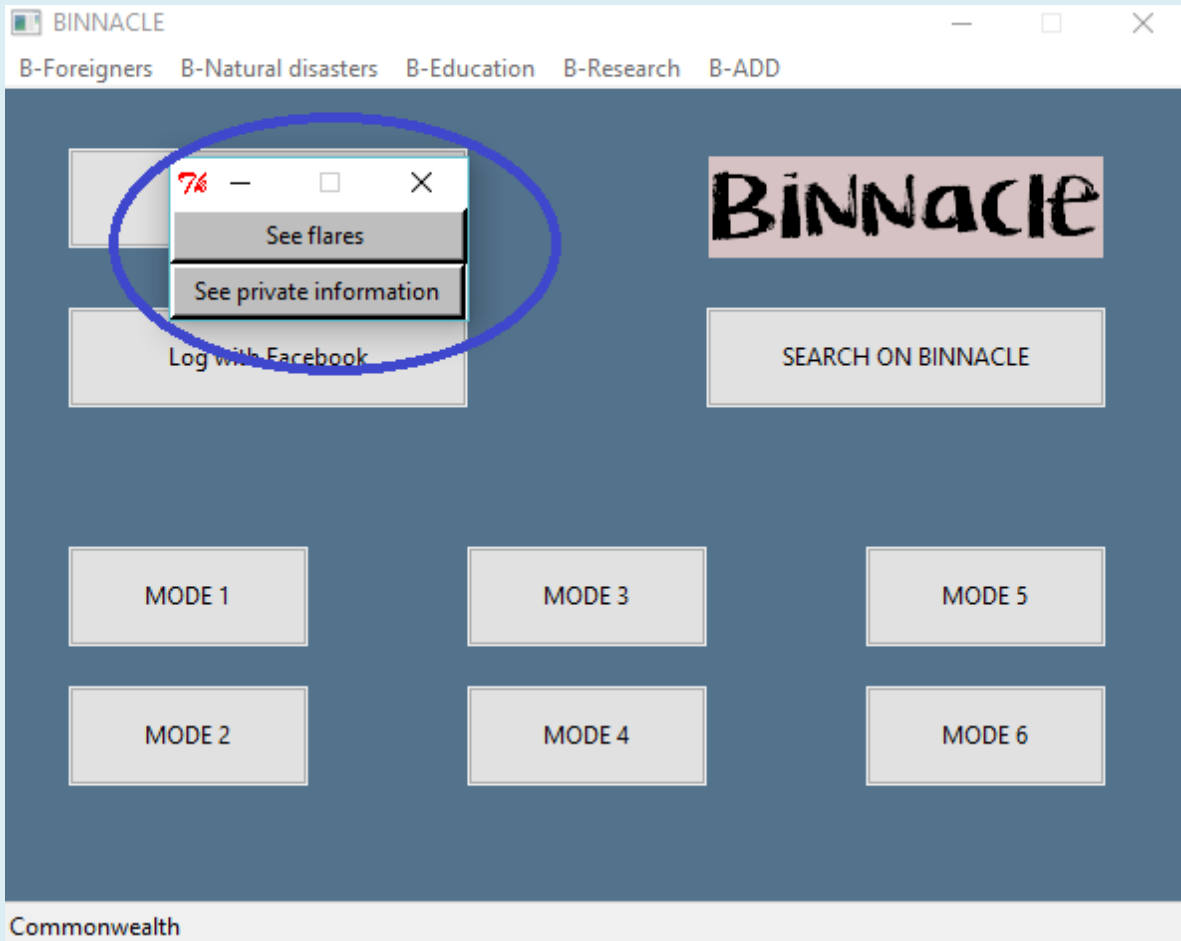 BINNACLE
B-Foreigners B-Natural disasters B-Education B-Research B-ADD
See flares
See private information
BiNNacle
Log with Facebook
SEARCH ON BINNACLE
MODE 1
MODE 3
MODE 5
MODE 2
MODE 4
MODE 6
Commonwealth